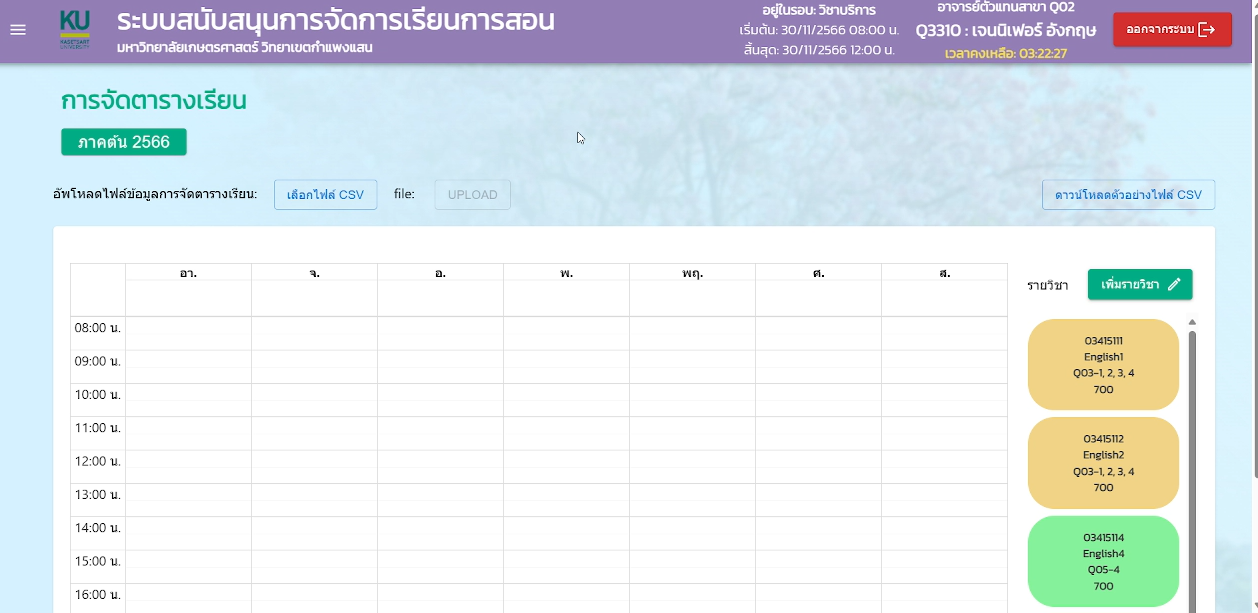 KU
KASETSART
UNIVERSITY
ระบบสนับสนุนการจัดการเรียนการสอน
มหาวิทยาลัยเกษตรศาสตร์ วิทยาเขตกำแพงแสน
อยู่ในรอบ: วิชาบริการ
เริ่มต้น: 30/11/2566 08:00 น.
สิ้นสุด: 30/11/2566 12:00 น.
อาจารย์ตัวแทนสาขา Q02
Q3310 : เจนนิเฟอร์ อังกฤษ
เวลาคงเหลือ: 03:22:27
ออกจากระบบ
การจัดตารางเรียน
ภาคต้น 2566
อัพโหลดไฟล์ข้อมูลการจัดตารางเรียน: เลือกไฟล์ CSV file: UPLOAD ดาวน์โหลดตัวอย่างไฟล์ CSV
อา. จ. อ. พ. พฤ. ศ. ส.
08:00 น.
09:00 น.
10:00 น.
11:00 น.
12:00 น.
13:00 น.
14:00 น.
15:00 น.
16:00 น.
รายวิชา เพิ่มรายวิชา
03415111
English1
Q03-1, 2, 3, 4
700
03415112
English2
Q03-1, 2, 3, 4
700
03415114
English4
Q05-4
700